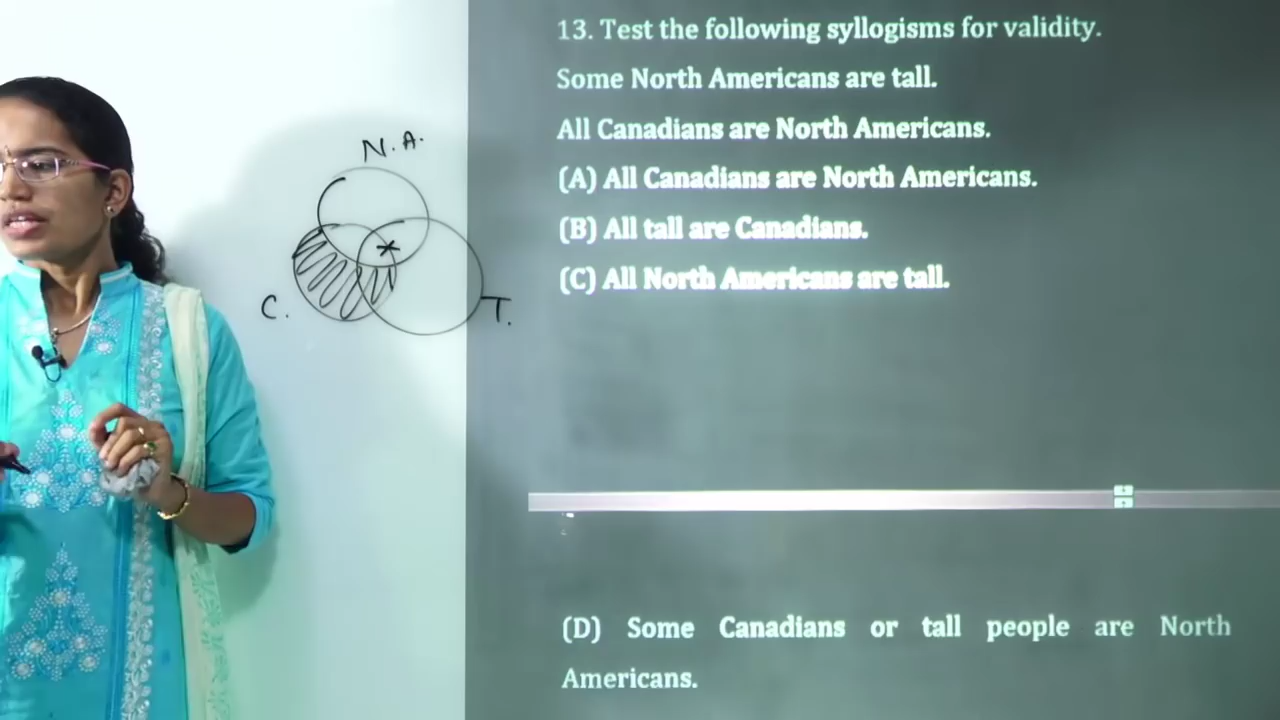 13. Test the following syllogisms for validity.
Some North Americans are tall.
All Canadians are North Americans.
(A) All Canadians are North Americans.
(B) All tall are Canadians.
(C) All North Americans are tall.
(D) Some Canadians or tall people are North
Americans.
N.A.
C.
T.